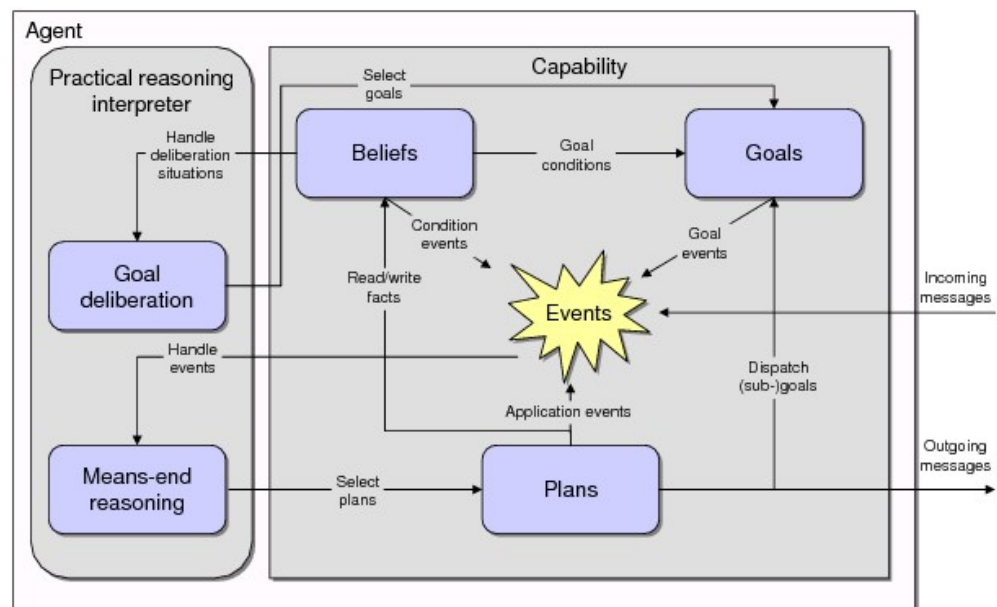 Agent
Practical reasoning
interpreter
Capability
Select
goals
Handle
deliberation
situations
Beliefs
Goal
conditions
Goals
Condition
events
Goal
events
Goal
deliberation
Read/write
facts
Events
Incoming
messages
Handle
events
Dispatch
(sub-)goals
Application events
Means-end
reasoning
Select
plans
Plans
Outgoing
messages